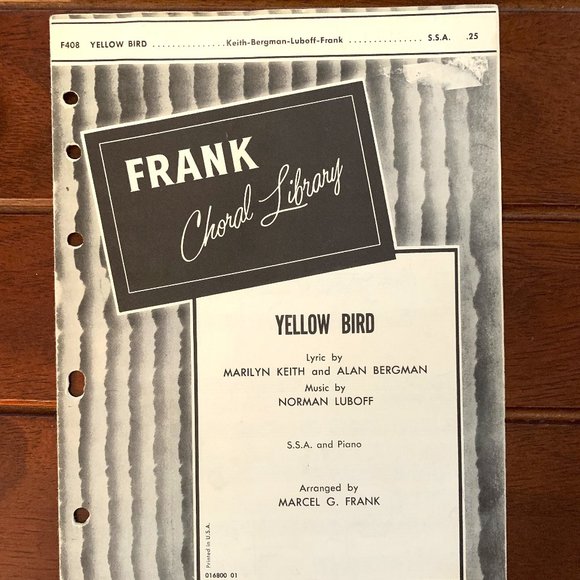 F408 YELLOW BIRD ............... Keith-Bergman-Luboff-Frank ............... S.S.A. .25
FRANK
Choral Library
YELLOW BIRD
Lyric by
MARILYN KEITH and ALAN BERGMAN
Music by
NORMAN LUBOFF
S.S.A. and Piano
Arranged by
MARCEL G. FRANK
Printed in U.S.A.
016800 01